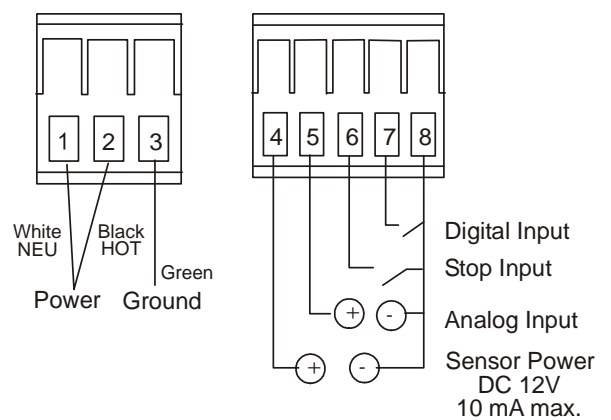 1 2 3
4 5 6 7 8
White
NEU
Black
HOT
Green
Power Ground
Digital Input
Stop Input
+ - Analog Input
+ - Sensor Power
DC 12V
10 mA max.